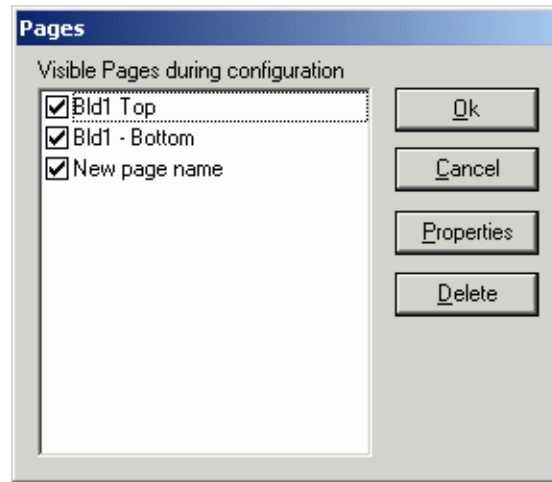 Pages
Visible Pages during configuration
Bld1 Top
Bld1 - Bottom
New page name
Ok
Cancel
Properties
Delete